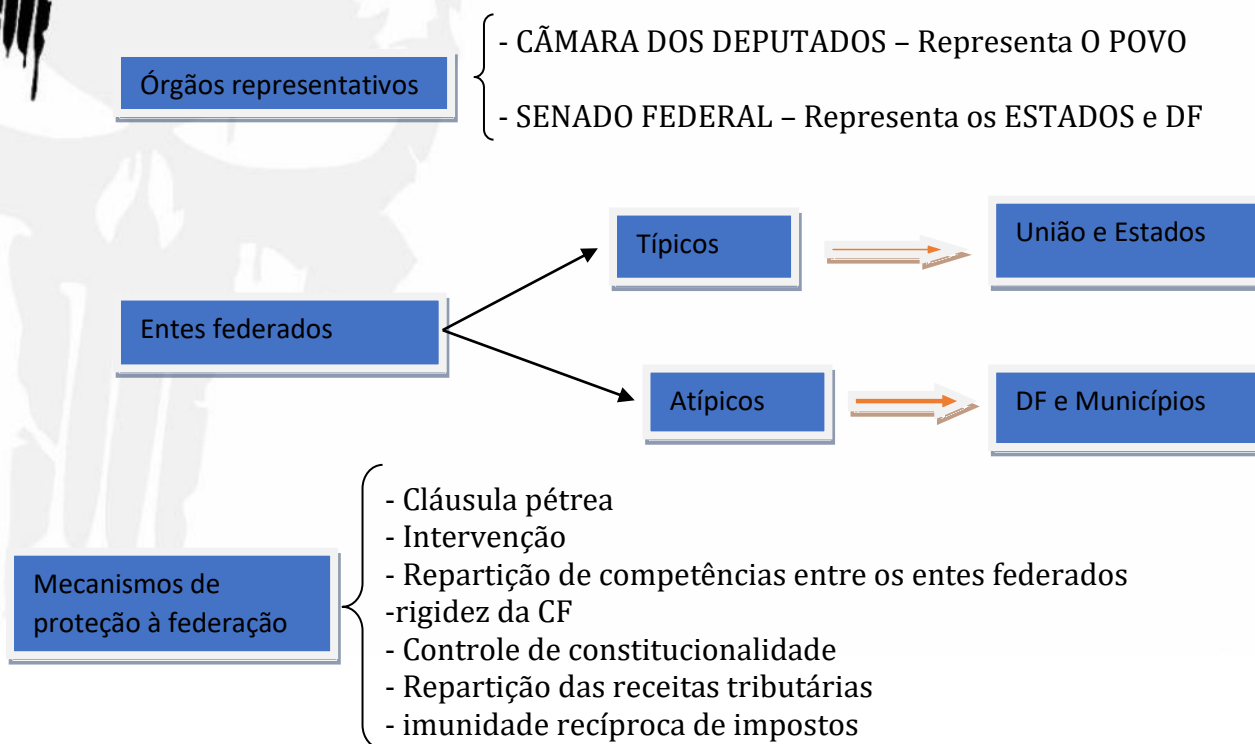 - CÃMARA DOS DEPUTADOS – Representa O POVO
Órgãos representativos
- SENADO FEDERAL – Representa os ESTADOS e DF
Típicos
União e Estados
Entes federados
Atípicos
DF e Municípios
Mecanismos de
proteção à federação
- Cláusula pétrea
- Intervenção
- Repartição de competências entre os entes federados
-rigidez da CF
- Controle de constitucionalidade
- Repartição das receitas tributárias
- imunidade recíproca de impostos